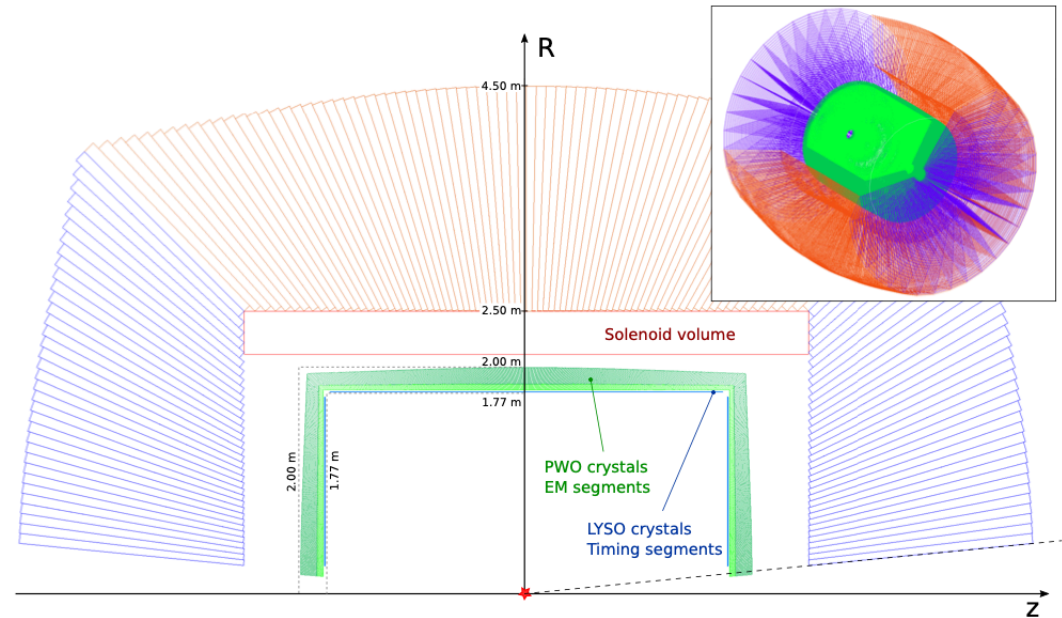 R
4.50 m
2.50 m
Solenoid volume
2.00 m
1.77 m
2.00 m
1.77 m
PWO crystals
EM segments
LYSO crystals
Timing segments
Z